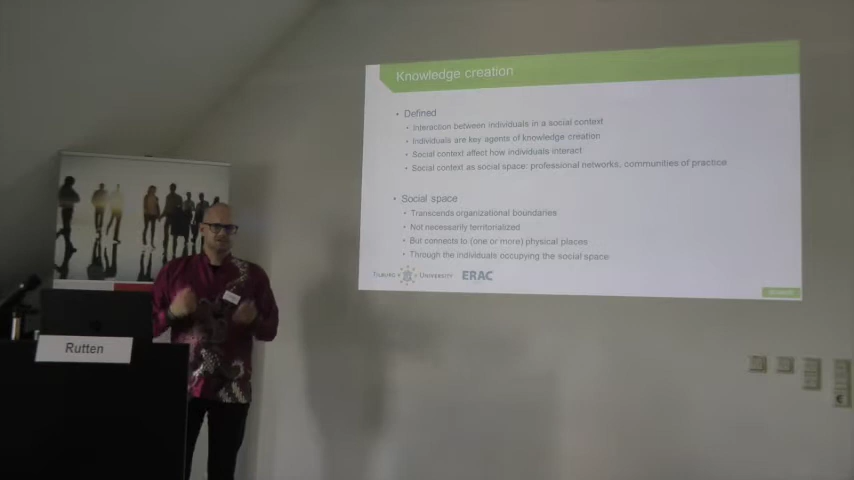 Knowledge creation
• Defined
• Interaction between individuals in a social context
• Individuals are key agents of knowledge creation
• Social context affect how individuals interact
• Social context as social space: professional networks, communities of practice
• Social space
• Transcends organizational boundaries
• Not necessarily territorialized
• But connects to (one or more) physical places
• Through the individuals occupying the social space
TILBURG UNIVERSITY ERAC
Rutten